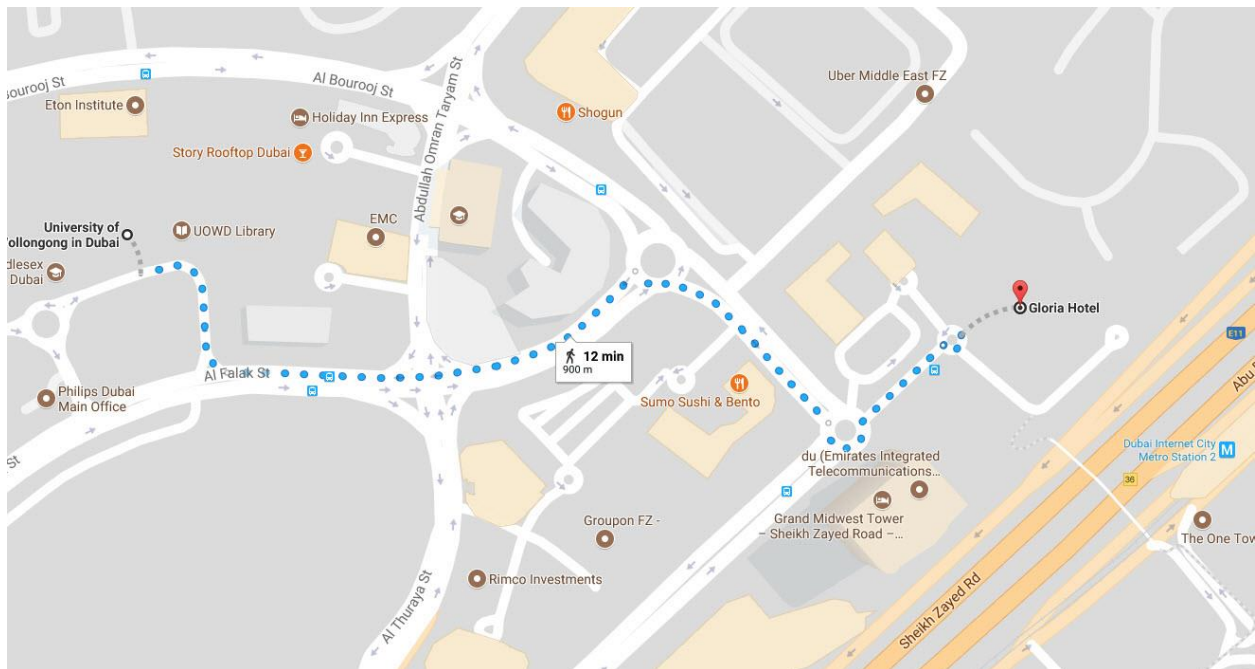 Bourooj St
Al Bourooj St
Eton Institute
Holiday Inn Express
Story Rooftop Dubai
Abdullah Omran Taryam St
Shogun
Uber Middle East FZ
University of
ollongong in Dubai
UOWD Library
EMC
dlesex
Dubai
Gloria Hotel
E11
12 min
900 m
Al Falak St
Philips Dubai
Main Office
Sumo Sushi & Bento
Abu
St
du (Emirates Integrated
Telecommunications...
Dubai Internet City
Metro Station 2
M
36
Grand Midwest Tower
– Sheikh Zayed Road –...
Groupon FZ -
The One Tow
Rimco Investments
Al Thuraya St
Sheikh Zayed Rd